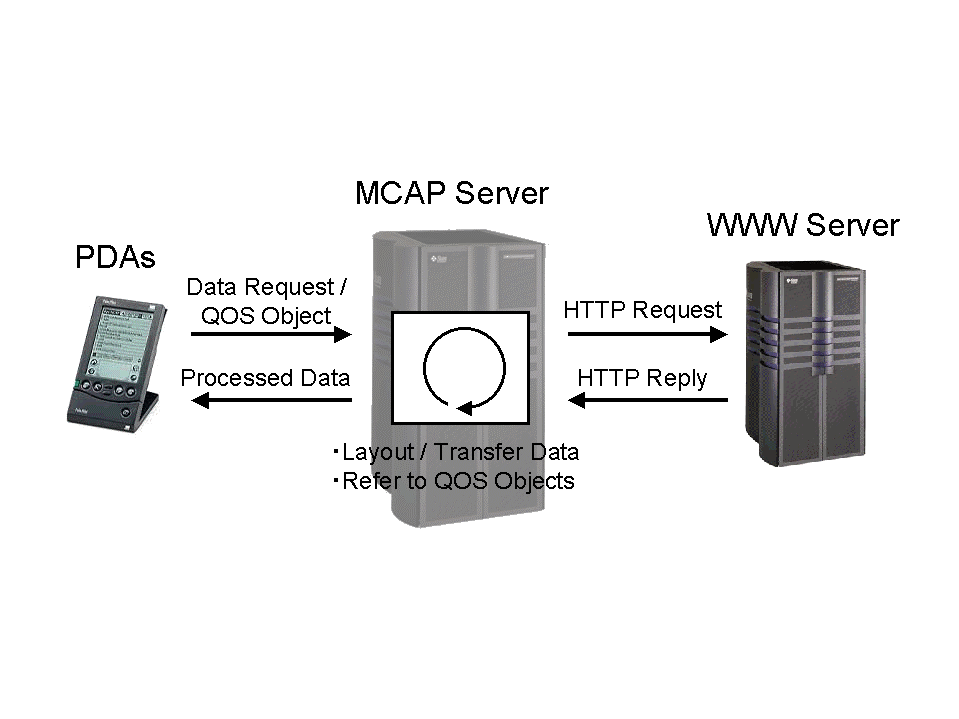 MCAP Server
WWW Server
PDAs
Data Request /
QOS Object
HTTP Request
Processed Data
HTTP Reply
・Layout / Transfer Data
・Refer to QOS Objects